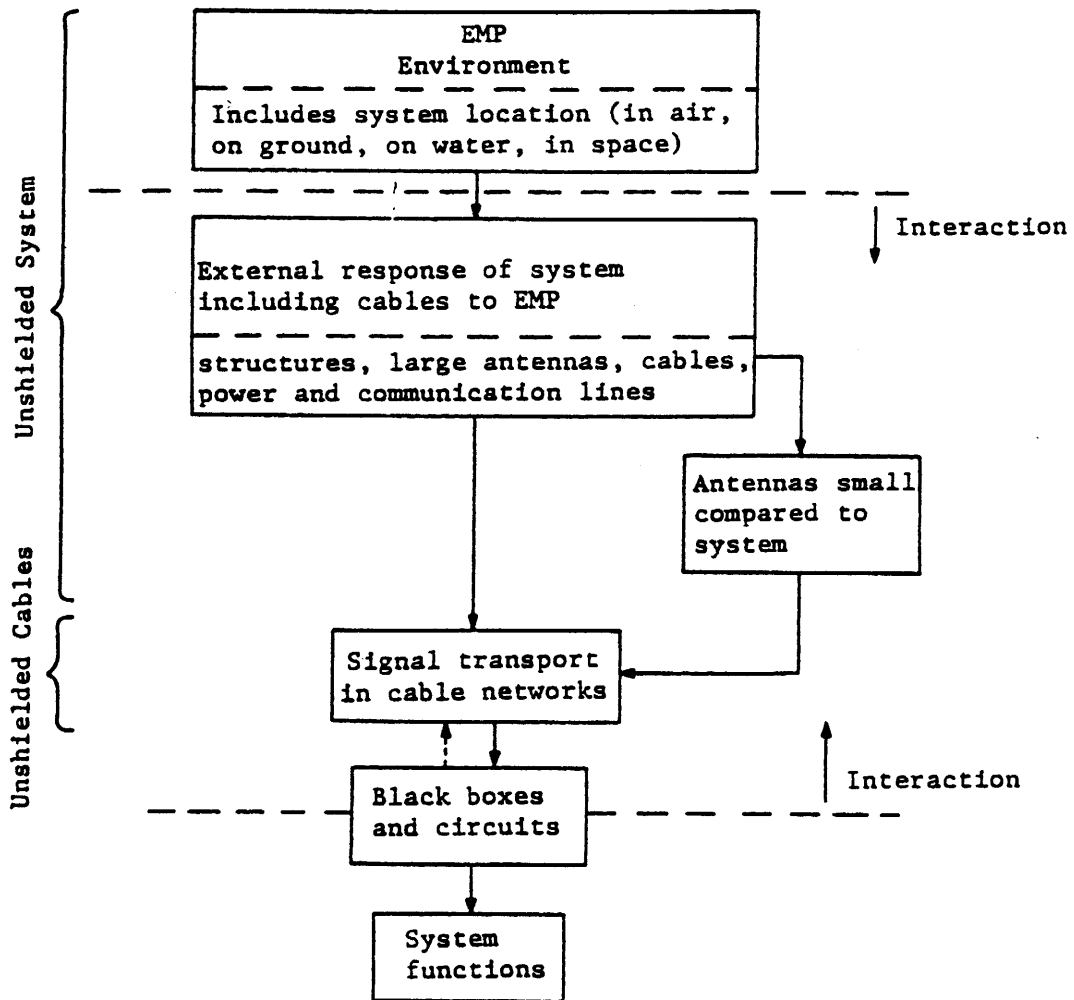 EMP
Environment
Includes system location (in air,
on ground, on water, in space)
Interaction
External response of system
including cables to EMP
structures, large antennas, cables,
power and communication lines
Unshielded System
Antennas small
compared to
system
Unshielded Cables
Signal transport
in cable networks
Interaction
Black boxes
and circuits
System
functions